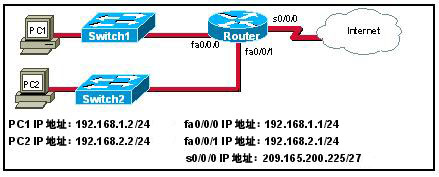 PC1
Switch1
fa0/0/0
Router
s0/0/0
Internet
fa0/0/1
PC2
Switch2
PC1 IP 地址: 192.168.1.2/24
fa0/0/0 IP 地址: 192.168.1.1/24
PC2 IP 地址: 192.168.2.2/24
fa0/0/1 IP 地址: 192.168.2.1/24
s0/0/0 IP 地址: 209.165.200.225/27